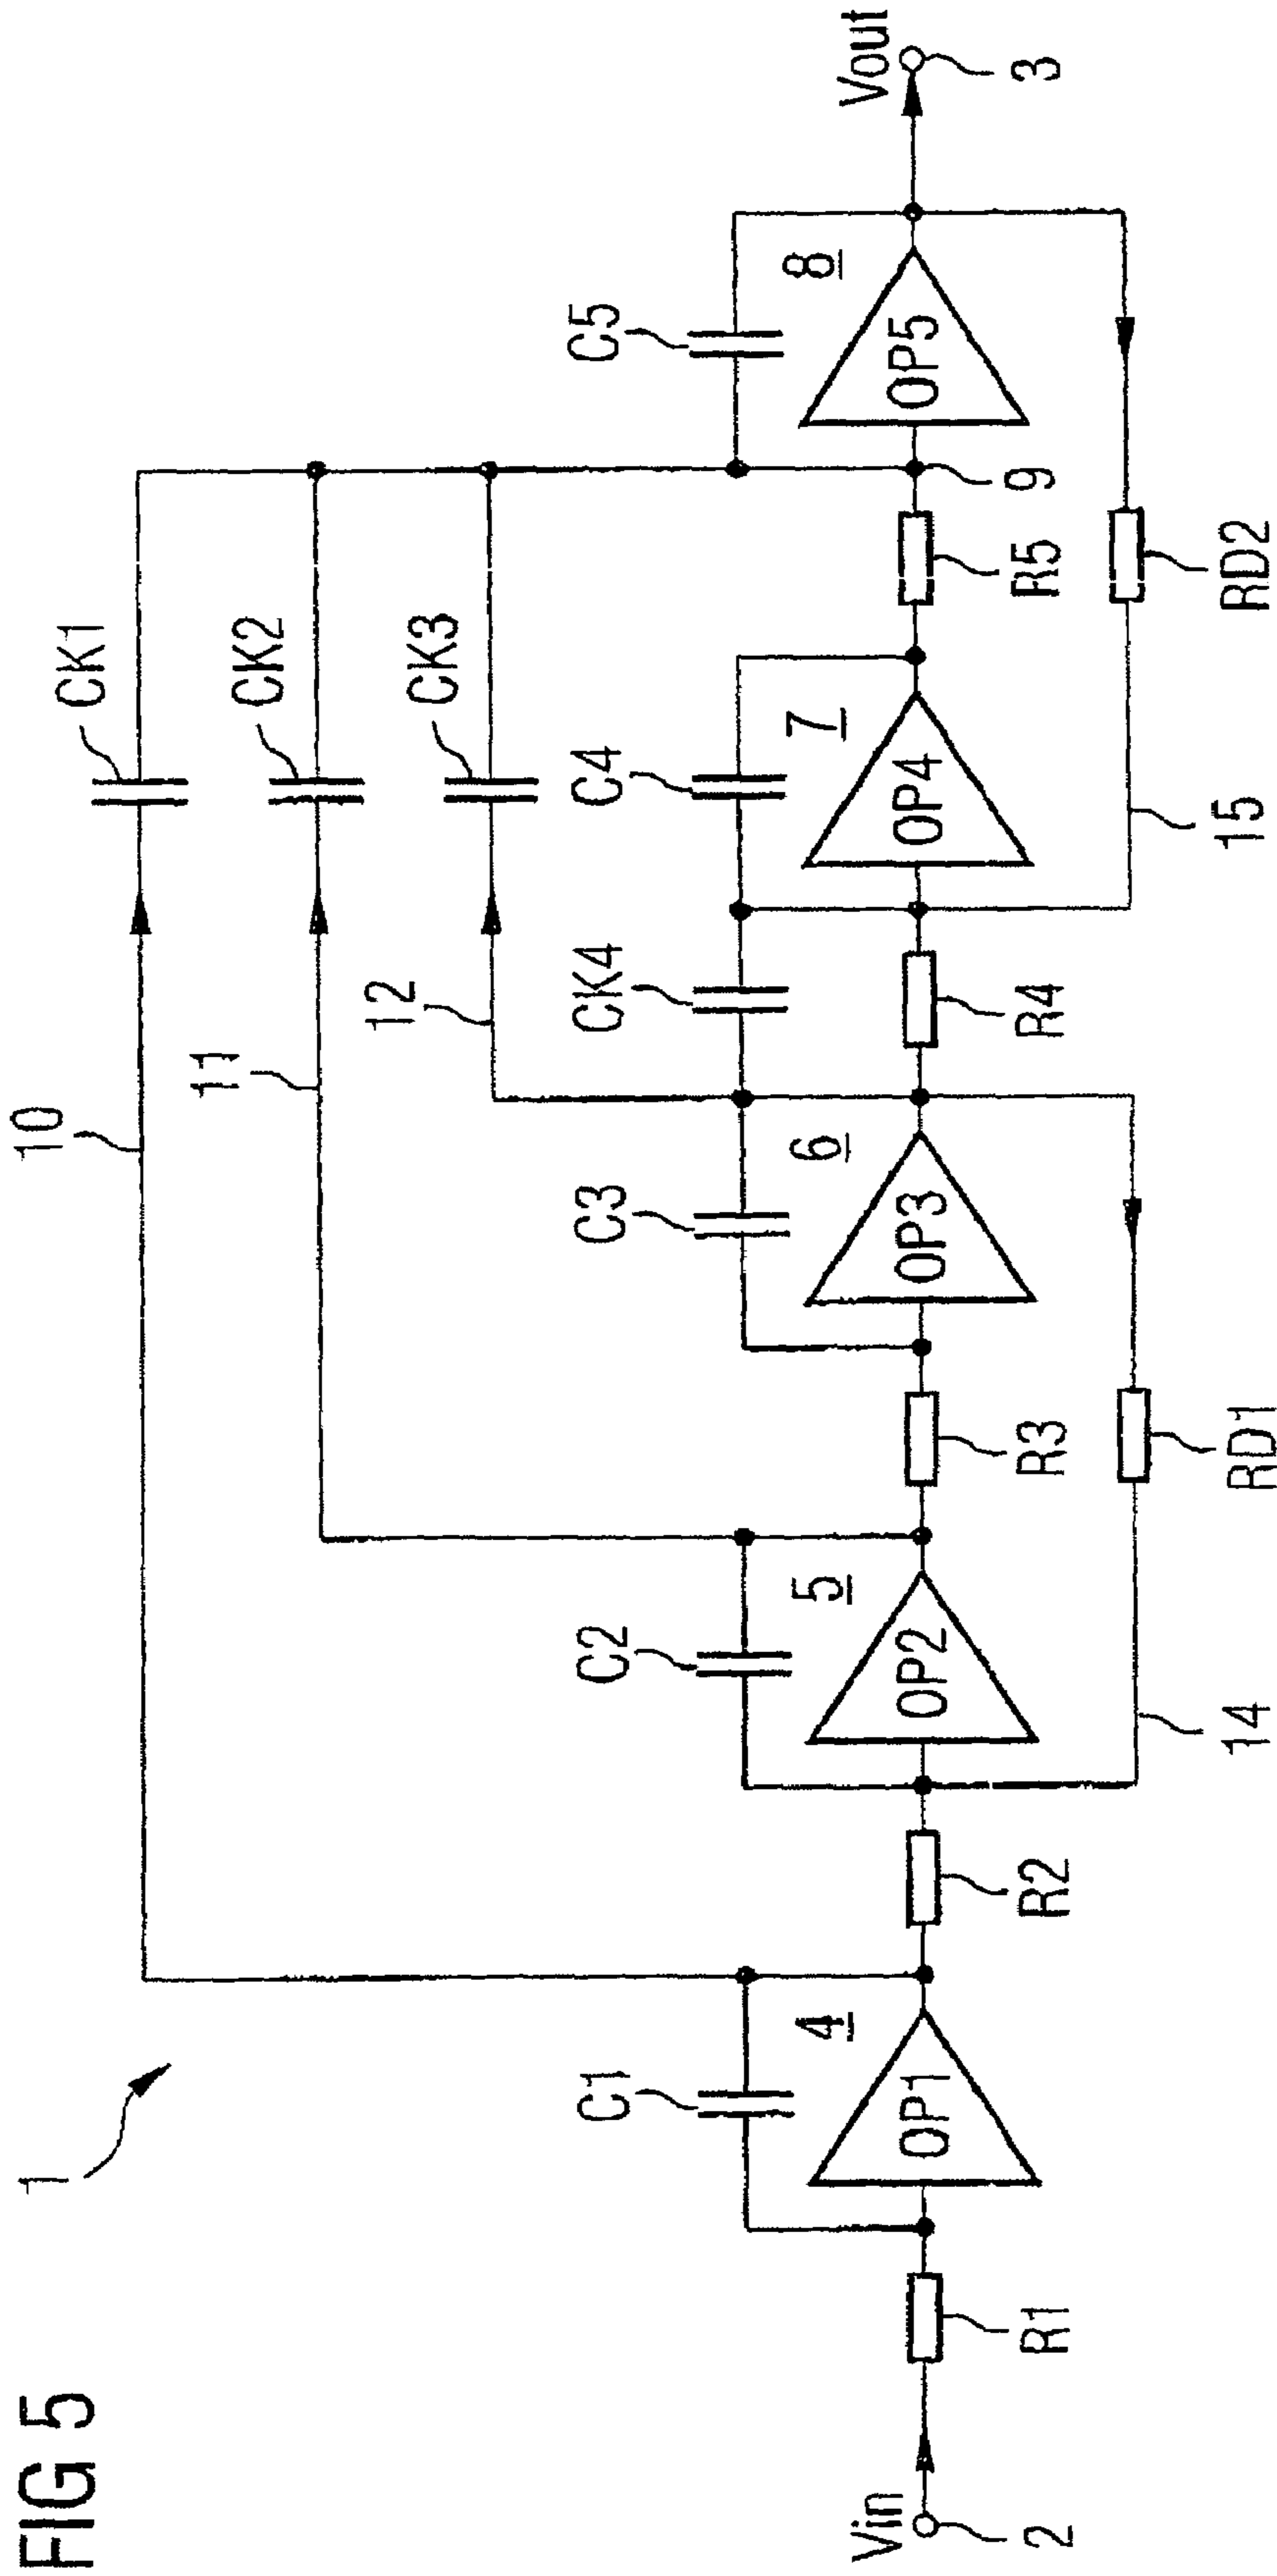 FIG 5
1
10
CK1
11
CK2
12
CK3
C1
C2
C3
CK4
C4
C5
4
5
6
7
8
Vin
OP1
OP2
OP3
OP4
OP5
Vout
2
R1
R2
R3
R4
R5
9
3
14
RD1
15
RD2